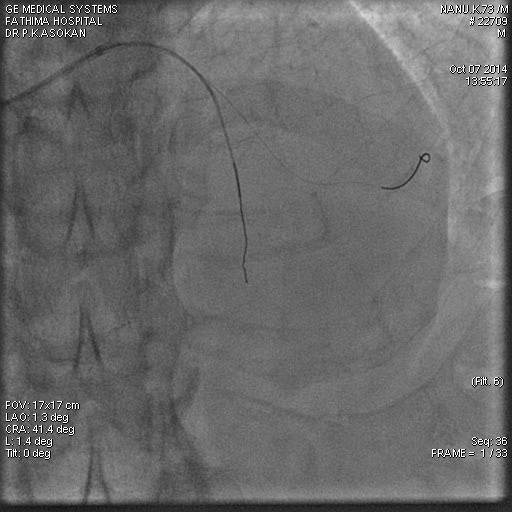 GE MEDICAL SYSTEMS
FATHIMA HOSPITAL
DR P.K.ASOKAN
NANU.K.73./M
# 22709
M
Oct 07 2014
13:55:17
FOV: 17x17 cm
LAO: 1.3 deg
CRA: 41.4 deg
L: 1.4 deg
Tilt: 0 deg
(Filt. 6)
Seq: 36
FRAME = 1 / 33